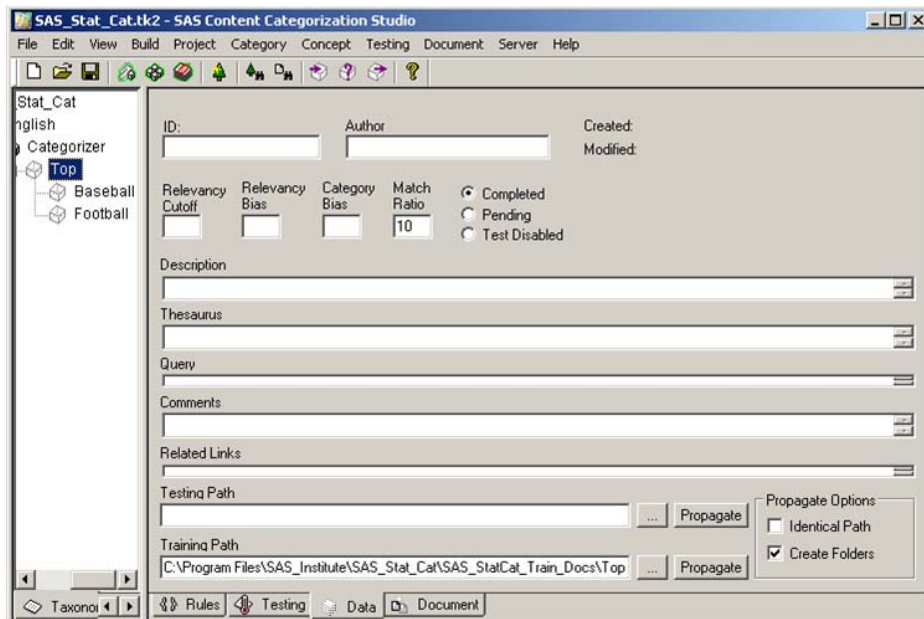 SAS_Stat_Cat.tk2 - SAS Content Categorization Studio
File Edit View Build Project Category Concept Testing Document Server Help
_Stat_Cat
nglish
Categorizer
Top
Baseball
Football
ID:
Author
Created:
Modified:
Relevancy Cutoff
Relevancy Bias
Category Bias
Match Ratio
10
Completed
Pending
Test Disabled
Description
Thesaurus
Query
Comments
Related Links
Testing Path
... Propagate
Training Path
C:\Program Files\SAS_Institute\SAS_Stat_Cat\SAS_StatCat_Train_Docs\Top
... Propagate
Propagate Options
Identical Path
Create Folders
Taxonor
Rules Testing Data Document